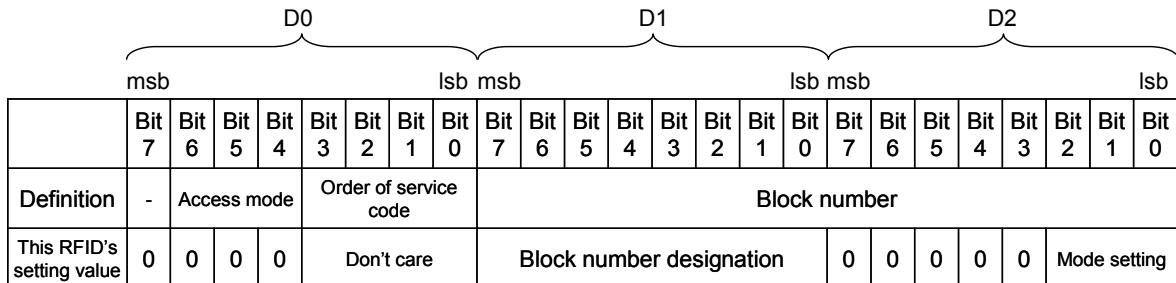 D0 D1 D2
msb lsb msb lsb msb lsb
Bit 7 Bit 6 Bit 5 Bit 4 Bit 3 Bit 2 Bit 1 Bit 0 Bit 7 Bit 6 Bit 5 Bit 4 Bit 3 Bit 2 Bit 1 Bit 0 Bit 7 Bit 6 Bit 5 Bit 4 Bit 3 Bit 2 Bit 1 Bit 0
Definition - Access mode Order of service code Block number
This RFID's setting value 0 0 0 0 Don't care Block number designation 0 0 0 0 0 Mode setting